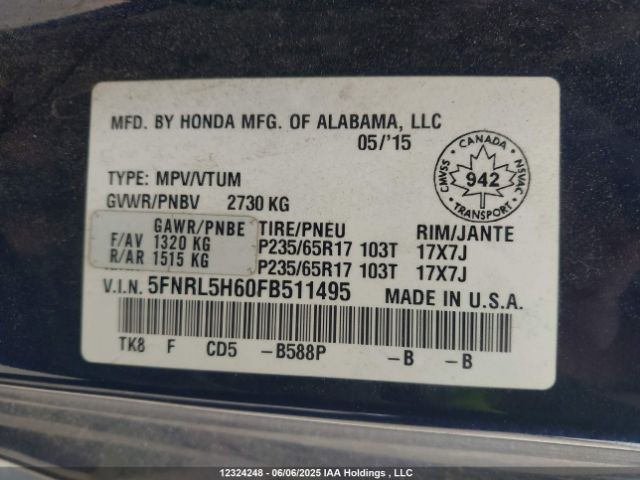 MFD. BY HONDA MFG. OF ALABAMA, LLC
05/'15
CANADA
CMVSS 942 NSVAC
TRANSPORT
TYPE: MPV/VTUM
GVWR/PNBV 2730 KG
GAWR/PNBE TIRE/PNEU RIM/JANTE
F/AV 1320 KG P235/65R17 103T 17X7J
R/AR 1515 KG P235/65R17 103T 17X7J
V.I.N. 5FNRL5H60FB511495 MADE IN U.S.A.
TK8 F CD5 -B588P -B -B
12324248 - 06/06/2025 IAA Holdings , LLC